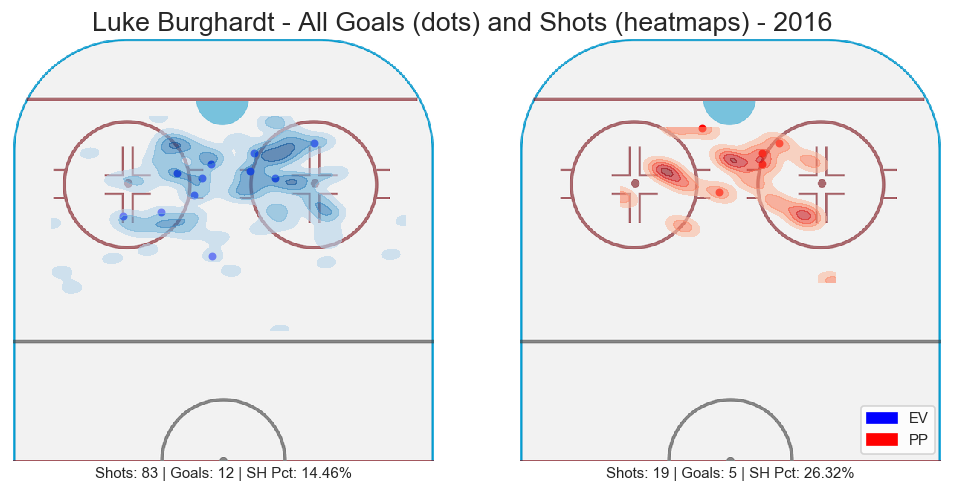 Luke Burghardt - All Goals (dots) and Shots (heatmaps) - 2016
EV
PP
Shots: 83 | Goals: 12 | SH Pct: 14.46%
Shots: 19 | Goals: 5 | SH Pct: 26.32%